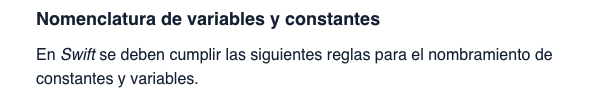 Nomenclatura de variables y constantes
En Swift se deben cumplir las siguientes reglas para el nombramiento de
constantes y variables.